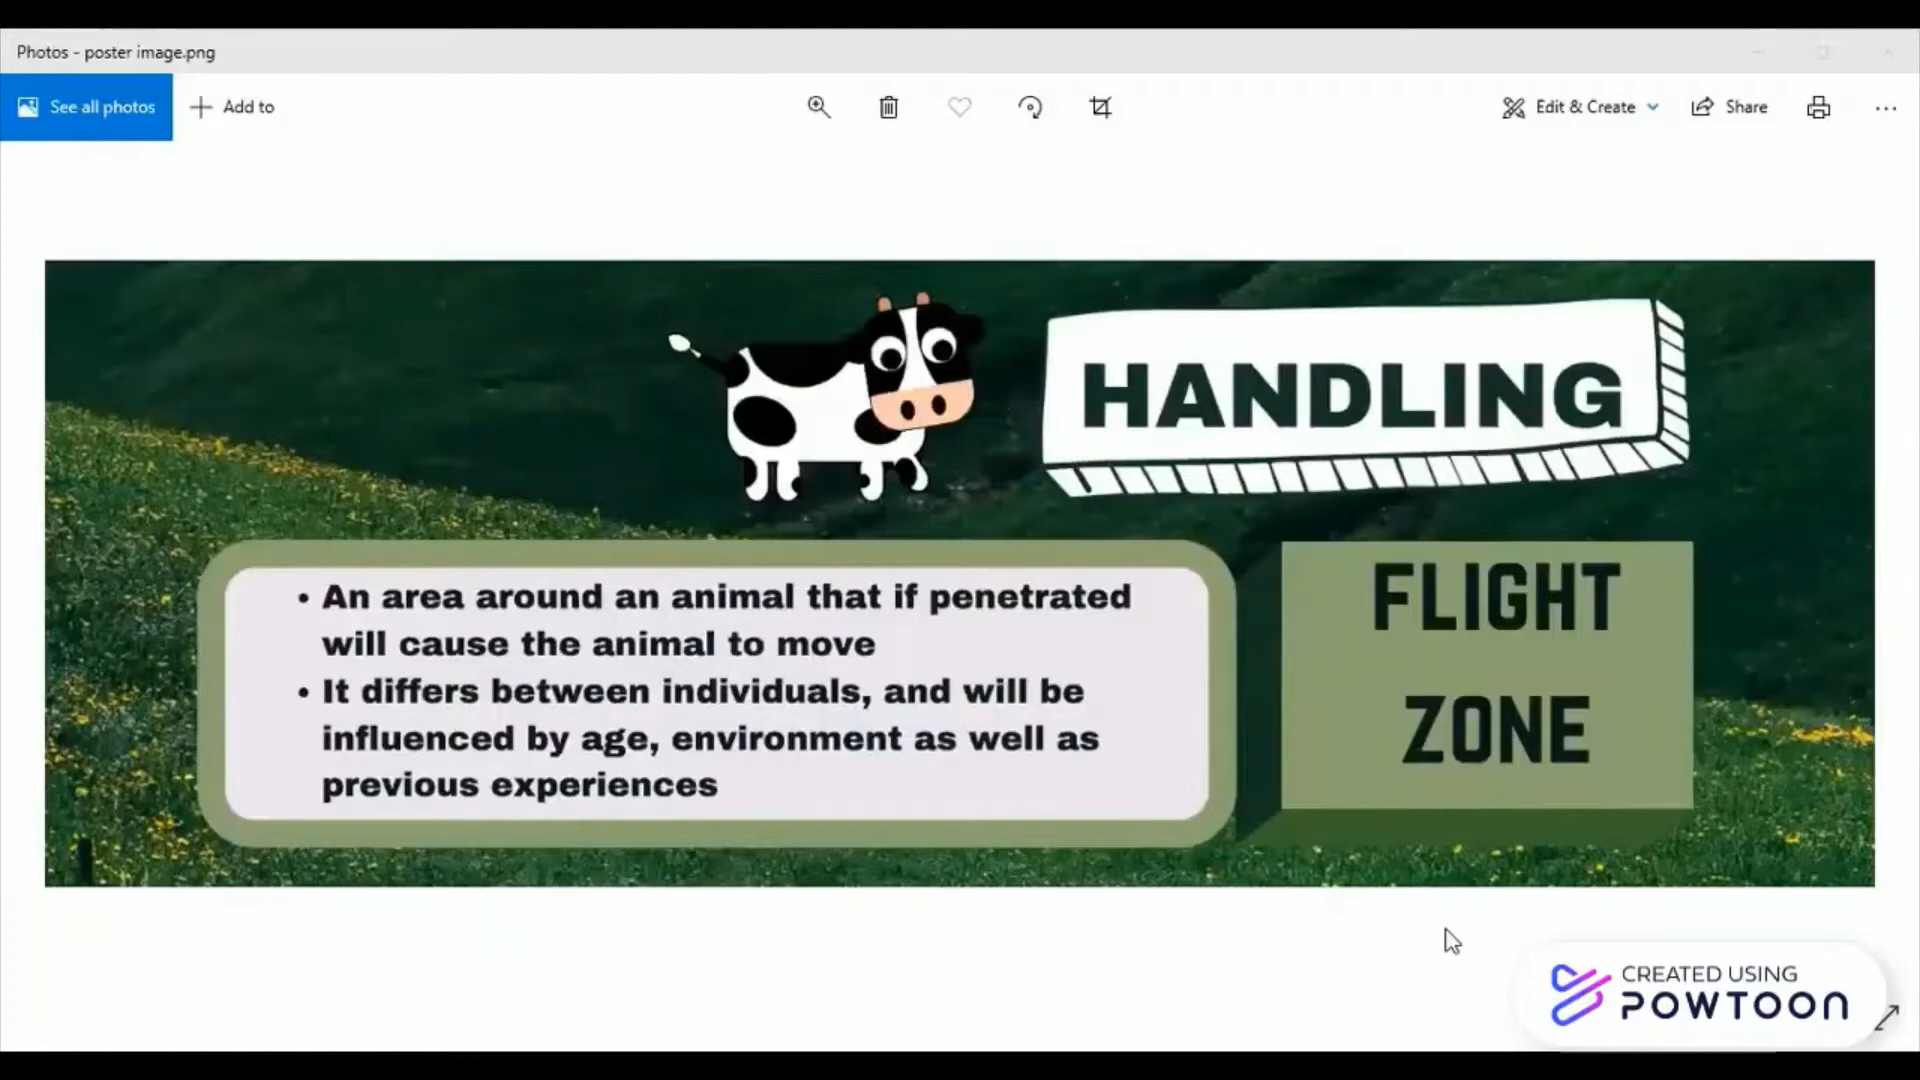 Photos - poster image.png
See all photos
Add to
Edit & Create
Share
HANDLING
• An area around an animal that if penetrated
will cause the animal to move
• It differs between individuals, and will be
influenced by age, environment as well as
previous experiences
FLIGHT
ZONE
CREATED USING
POWTOON